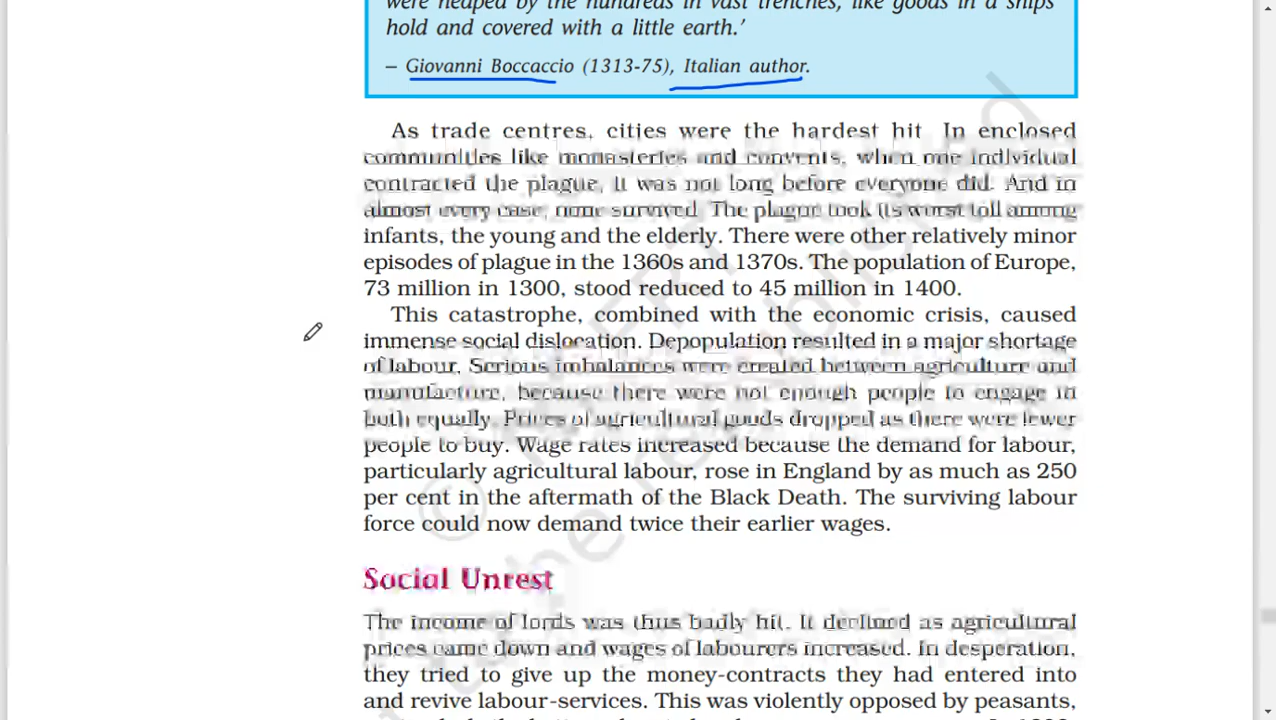 were heaped by the hundreds in vast trenches, like goods in a ships
hold and covered with a little earth.'
– Giovanni Boccaccio (1313-75), Italian author.
As trade centres, cities were the hardest hit. In enclosed
communities like monasteries and convents, when one individual
contracted the plague, it was not long before everyone did. And in
almost every case, none survived. The plague took its worst toll among
infants, the young and the elderly. There were other relatively minor
episodes of plague in the 1360s and 1370s. The population of Europe,
73 million in 1300, stood reduced to 45 million in 1400.
This catastrophe, combined with the economic crisis, caused
immense social dislocation. Depopulation resulted in a major shortage
of labour. Serious imbalances were created between agriculture and
manufacture, because there were not enough people to engage in
both equally. Prices of agricultural goods dropped as there were fewer
people to buy. Wage rates increased because the demand for labour,
particularly agricultural labour, rose in England by as much as 250
per cent in the aftermath of the Black Death. The surviving labour
force could now demand twice their earlier wages.
Social Unrest
The income of lords was thus badly hit. It declined as agricultural
prices came down and wages of labourers increased. In desperation,
they tried to give up the money-contracts they had entered into
and revive labour-services. This was violently opposed by peasants,